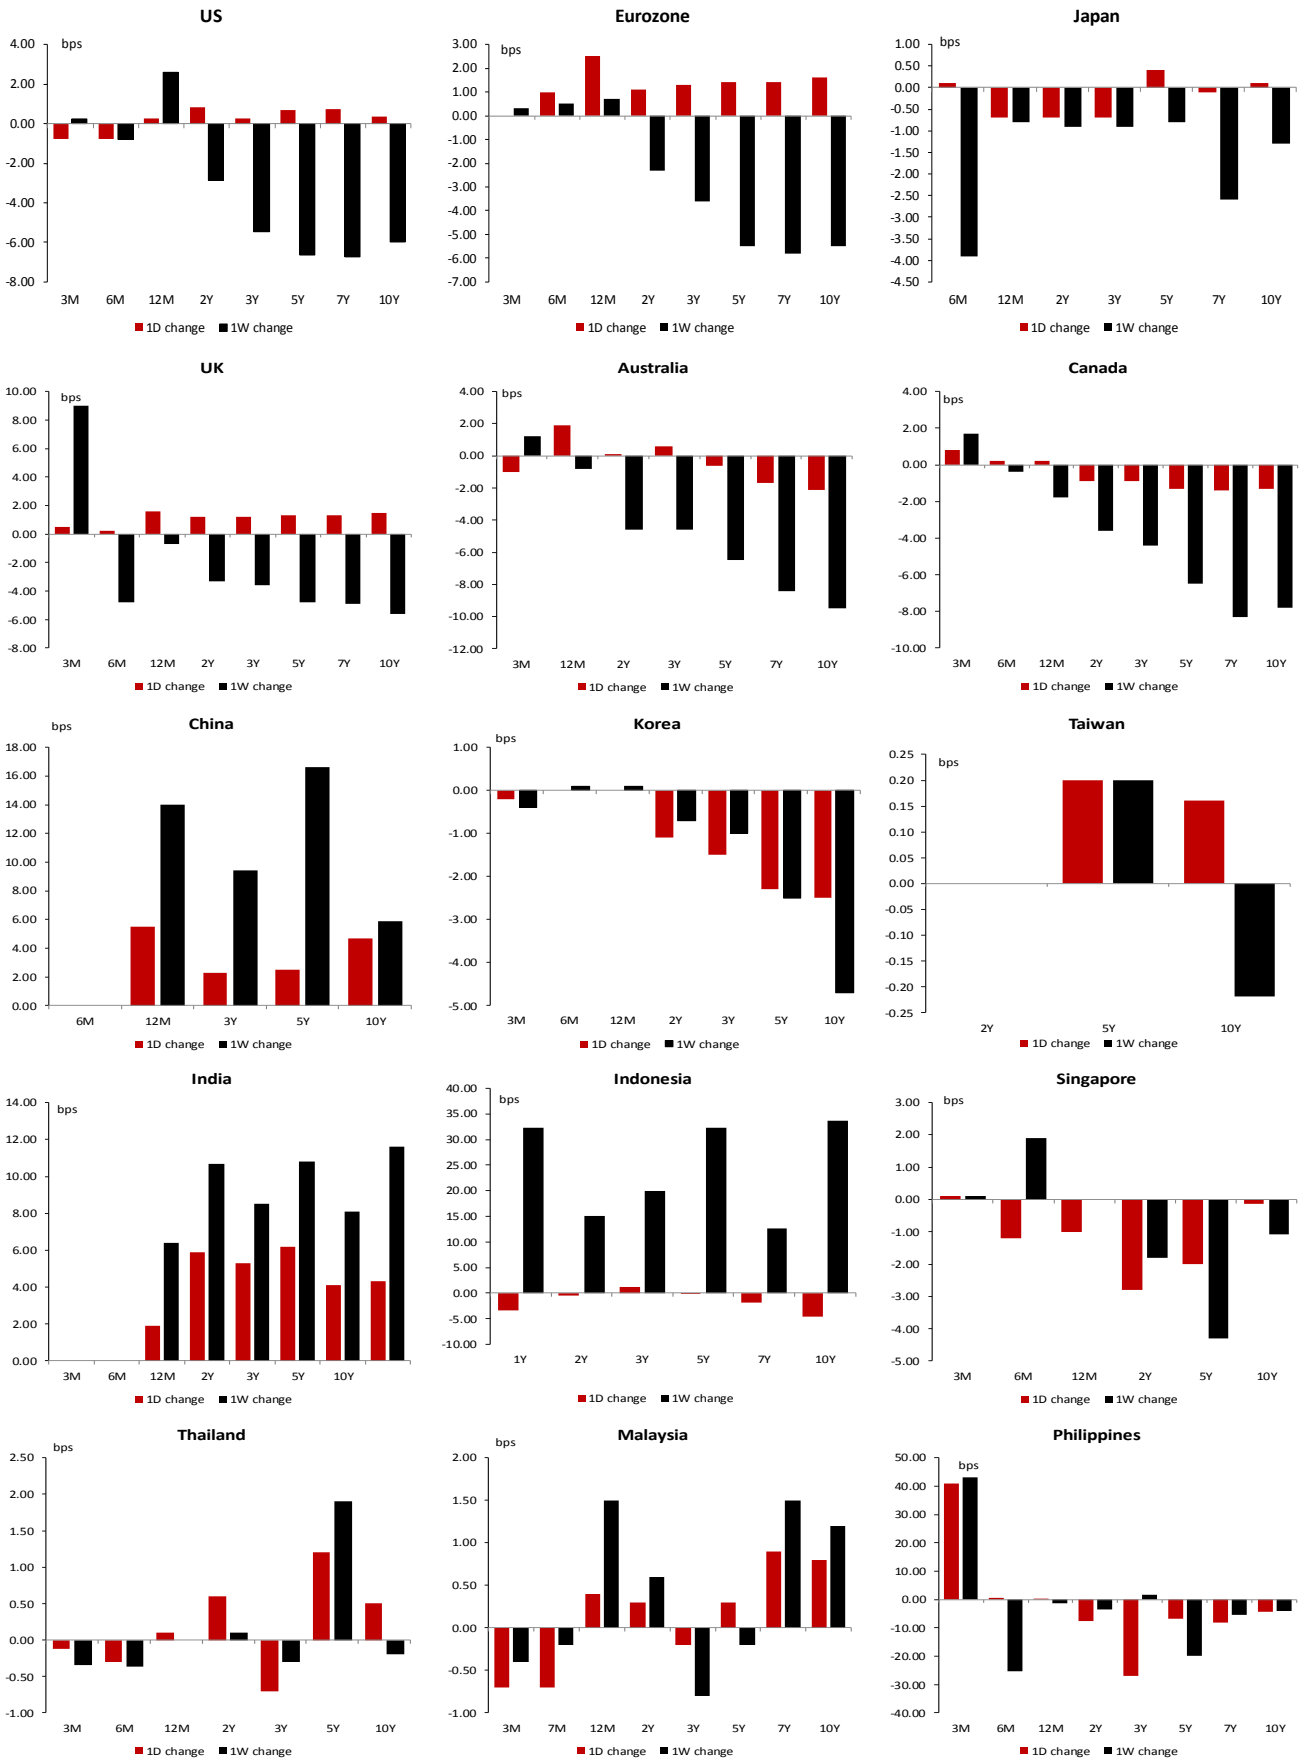 US
bps
4.00
2.00
0.00
-2.00
-4.00
-6.00
-8.00
3M 6M 12M 2Y 3Y 5Y 7Y 10Y
1D change 1W change
Eurozone
bps
3.00
2.00
1.00
0.00
-1.00
-2.00
-3.00
-4.00
-5.00
-6.00
-7.00
3M 6M 12M 2Y 3Y 5Y 7Y 10Y
1D change 1W change
Japan
bps
1.00
0.50
0.00
-0.50
-1.00
-1.50
-2.00
-2.50
-3.00
-3.50
-4.00
-4.50
6M 12M 2Y 3Y 5Y 7Y 10Y
1D change 1W change
UK
bps
10.00
8.00
6.00
4.00
2.00
0.00
-2.00
-4.00
-6.00
-8.00
3M 6M 12M 2Y 3Y 5Y 7Y 10Y
1D change 1W change
Australia
bps
4.00
2.00
0.00
-2.00
-4.00
-6.00
-8.00
-10.00
-12.00
3M 12M 2Y 3Y 5Y 7Y 10Y
1D change 1W change
Canada
bps
4.00
2.00
0.00
-2.00
-4.00
-6.00
-8.00
-10.00
3M 6M 12M 2Y 3Y 5Y 7Y 10Y
1D change 1W change
China
bps
18.00
16.00
14.00
12.00
10.00
8.00
6.00
4.00
2.00
0.00
6M 12M 3Y 5Y 10Y
1D change 1W change
Korea
bps
1.00
0.00
-1.00
-2.00
-3.00
-4.00
-5.00
3M 6M 12M 2Y 3Y 5Y 10Y
1D change 1W change
Taiwan
bps
0.25
0.20
0.15
0.10
0.05
0.00
-0.05
-0.10
-0.15
-0.20
-0.25
2Y 5Y 10Y
1D change 1W change
India
bps
14.00
12.00
10.00
8.00
6.00
4.00
2.00
0.00
3M 6M 12M 2Y 3Y 5Y 10Y
1D change 1W change
Indonesia
bps
40.00
35.00
30.00
25.00
20.00
15.00
10.00
5.00
0.00
-5.00
-10.00
1Y 2Y 3Y 5Y 7Y 10Y
1D change 1W change
Singapore
bps
3.00
2.00
1.00
0.00
-1.00
-2.00
-3.00
-4.00
-5.00
3M 6M 12M 2Y 5Y 10Y
1D change 1W change
Thailand
bps
2.50
2.00
1.50
1.00
0.50
0.00
-0.50
-1.00
3M 6M 12M 2Y 3Y 5Y 10Y
1D change 1W change
Malaysia
bps
2.00
1.50
1.00
0.50
0.00
-0.50
-1.00
3M 7M 12M 2Y 3Y 5Y 7Y 10Y
1D change 1W change
Philippines
bps
50.00
40.00
30.00
20.00
10.00
0.00
-10.00
-20.00
-30.00
-40.00
3M 6M 12M 2Y 3Y 5Y 7Y 10Y
1D change 1W change